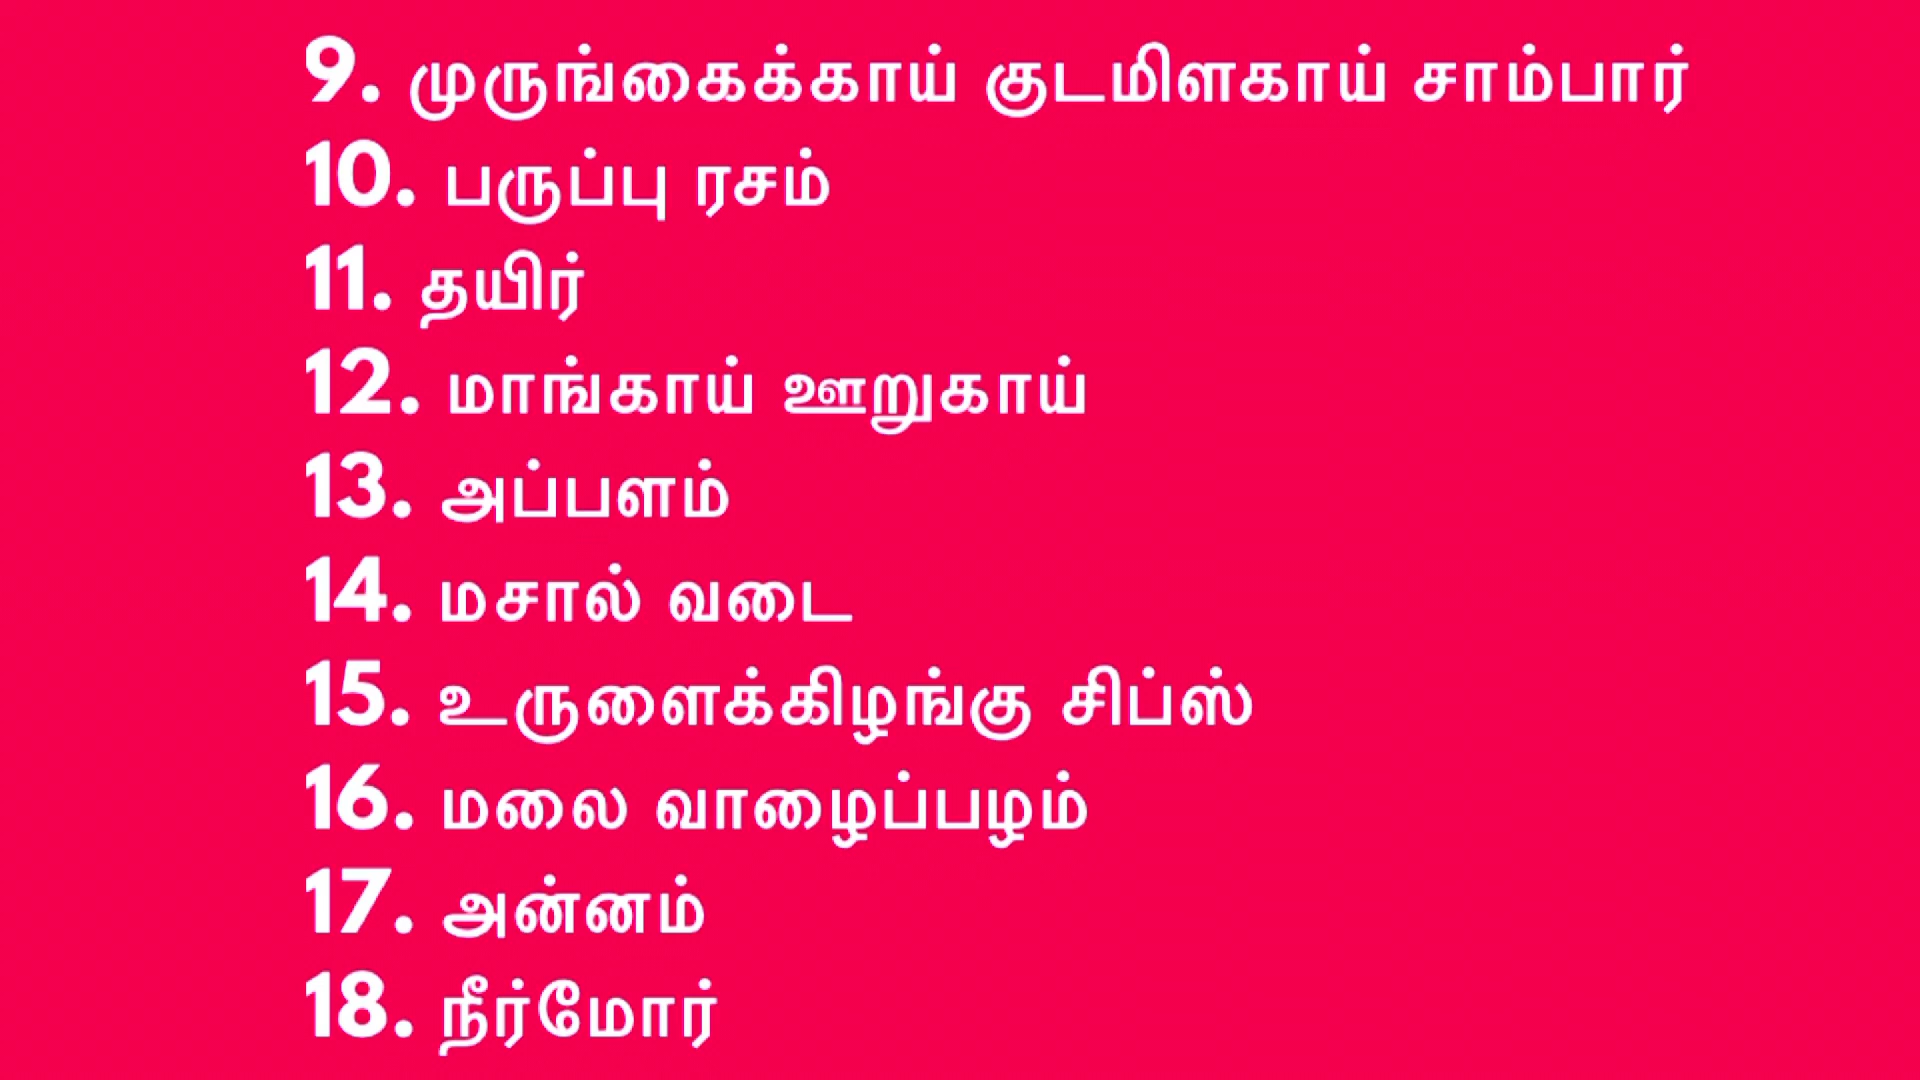 9. முருங்கைக்காய் குடமிளகாய் சாம்பார்
10. பருப்பு ரசம்
11. தயிர்
12. மாங்காய் ஊறுகாய்
13. அப்பளம்
14. மசால் வடை
15. உருளைக்கிழங்கு சிப்ஸ்
16. மலை வாழைப்பழம்
17. அன்னம்
18. நீர்மோர்